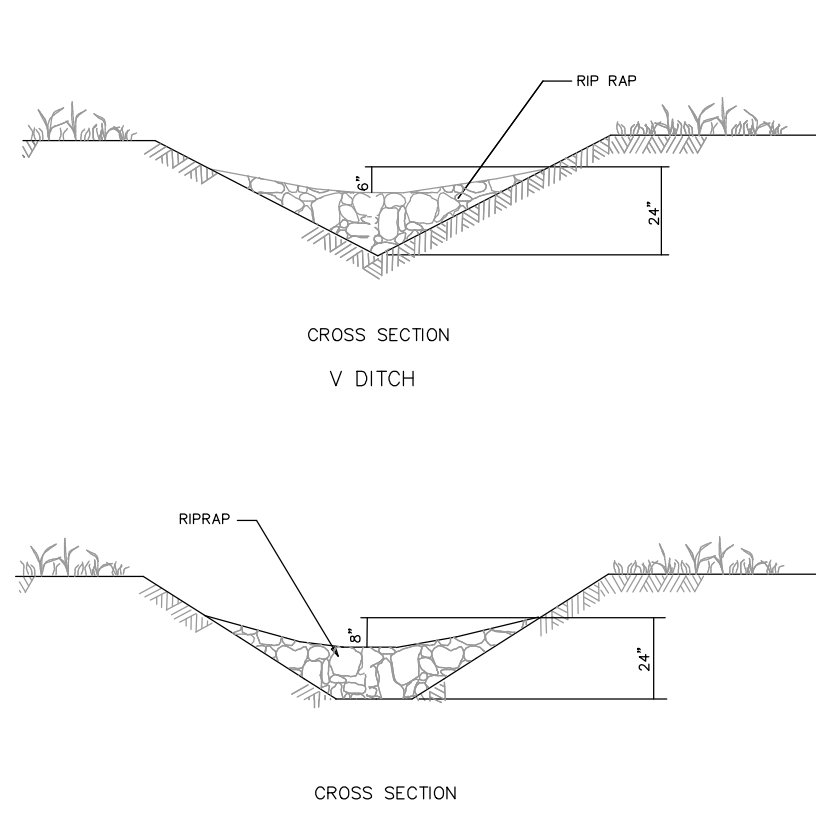 RIP RAP
6"
24"
CROSS SECTION
V DITCH
RIPRAP
8"
24"
CROSS SECTION